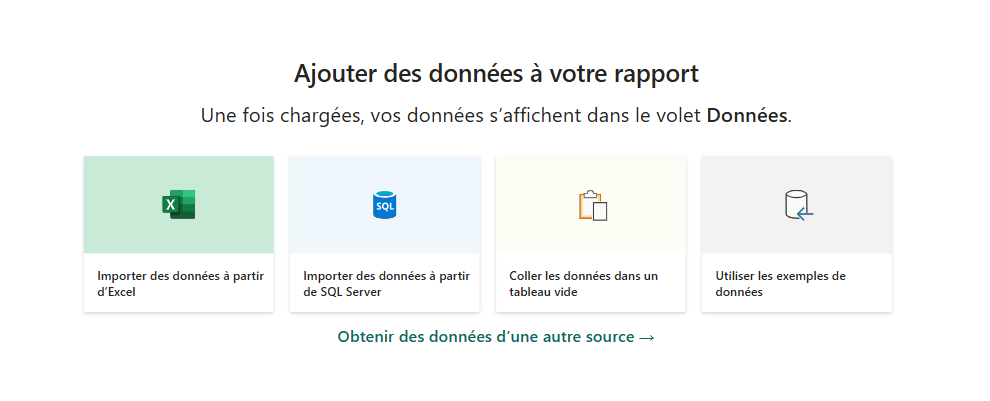 Ajouter des données à votre rapport
Une fois chargées, vos données s’affichent dans le volet Données.
X
SQL
Importer des données à partir
d’Excel
Importer des données à partir
de SQL Server
Coller les données dans un
tableau vide
Utiliser les exemples de
données
Obtenir des données d’une autre source →